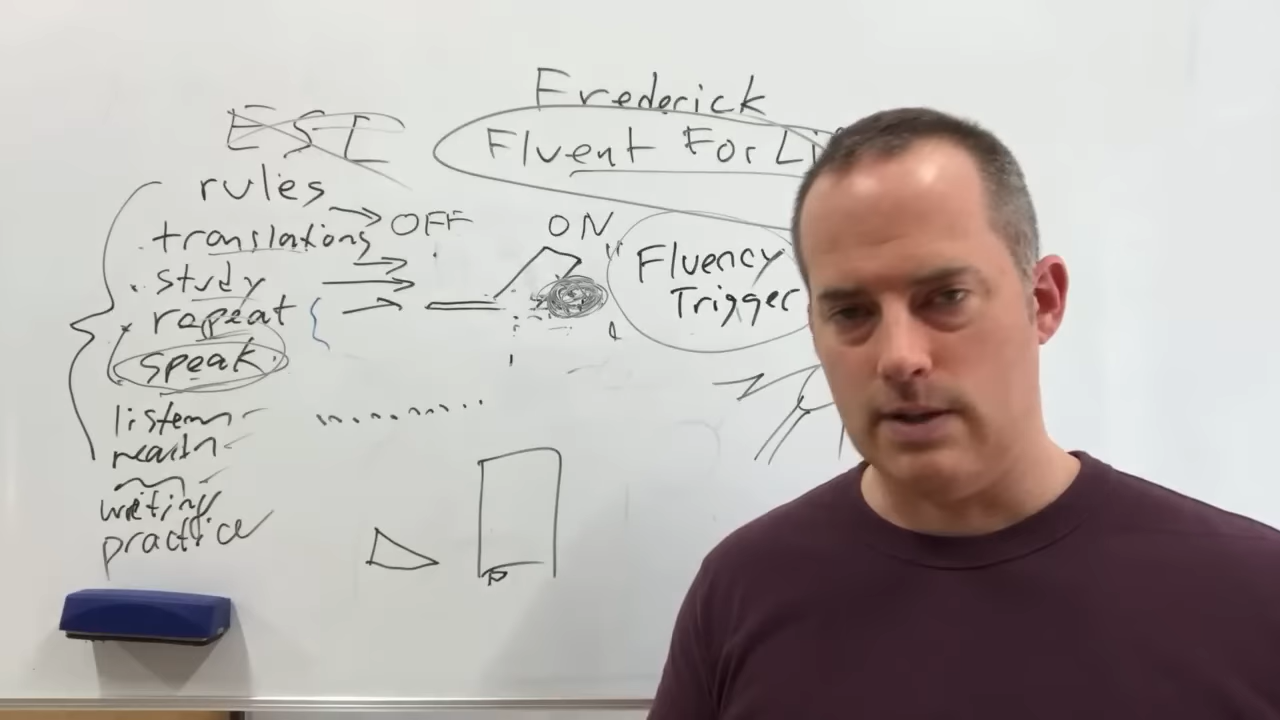 Frederick
ESL
Fluent For Li
rules
OFF
ON
translations
Fluency
Trigger
study
repeat
speak
listen
writing
practice